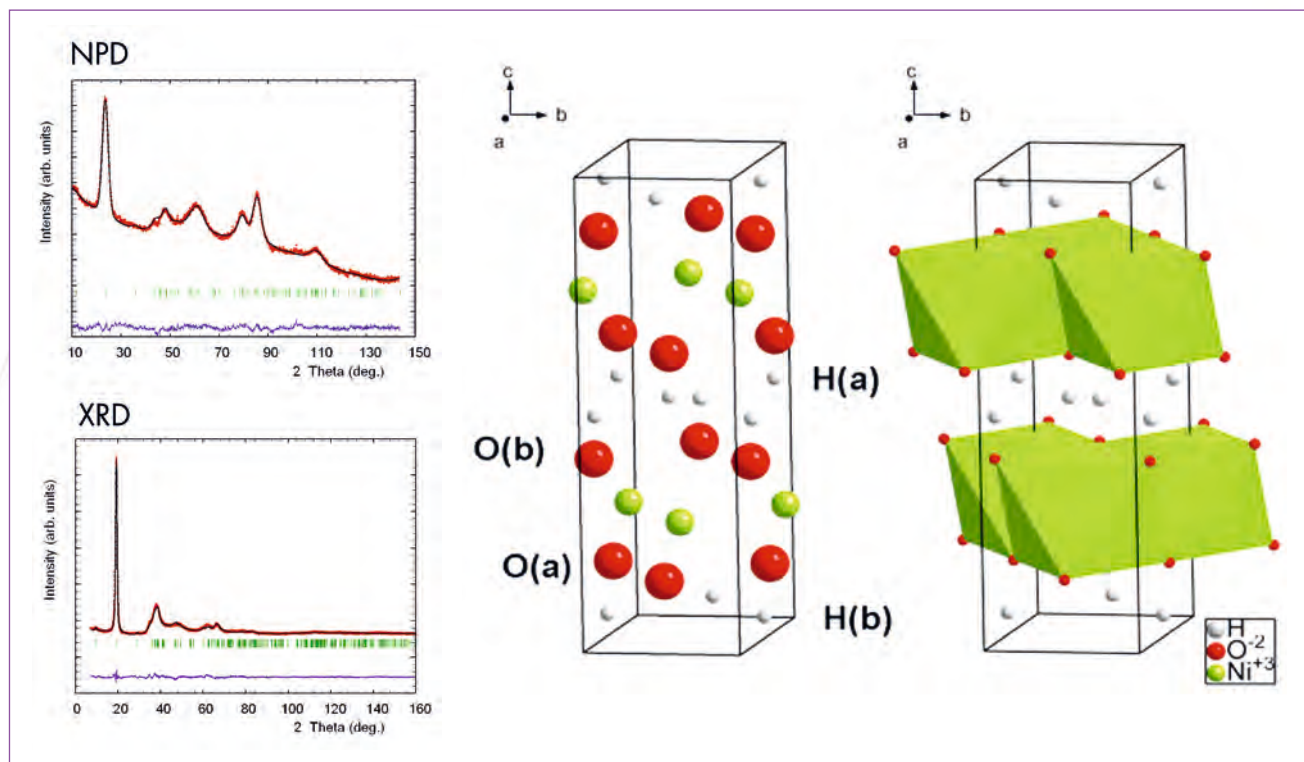 NPD
Intensity (arb. units)
10 30 50 70 90 110 130 150
2 Theta (deg.)
XRD
Intensity (arb. units)
0 20 40 60 80 100 120 140 160
2 Theta (deg.)
c
b
a
O(b)
O(a)
H(a)
H(b)
c
b
a
H
O⁻²
Ni⁺³